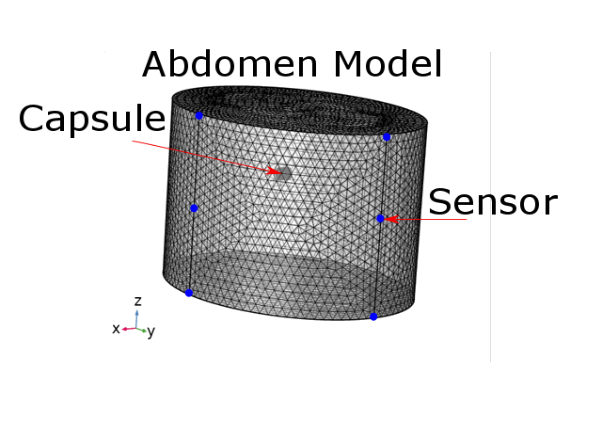 Abdomen Model
Capsule
Sensor
z
x
y